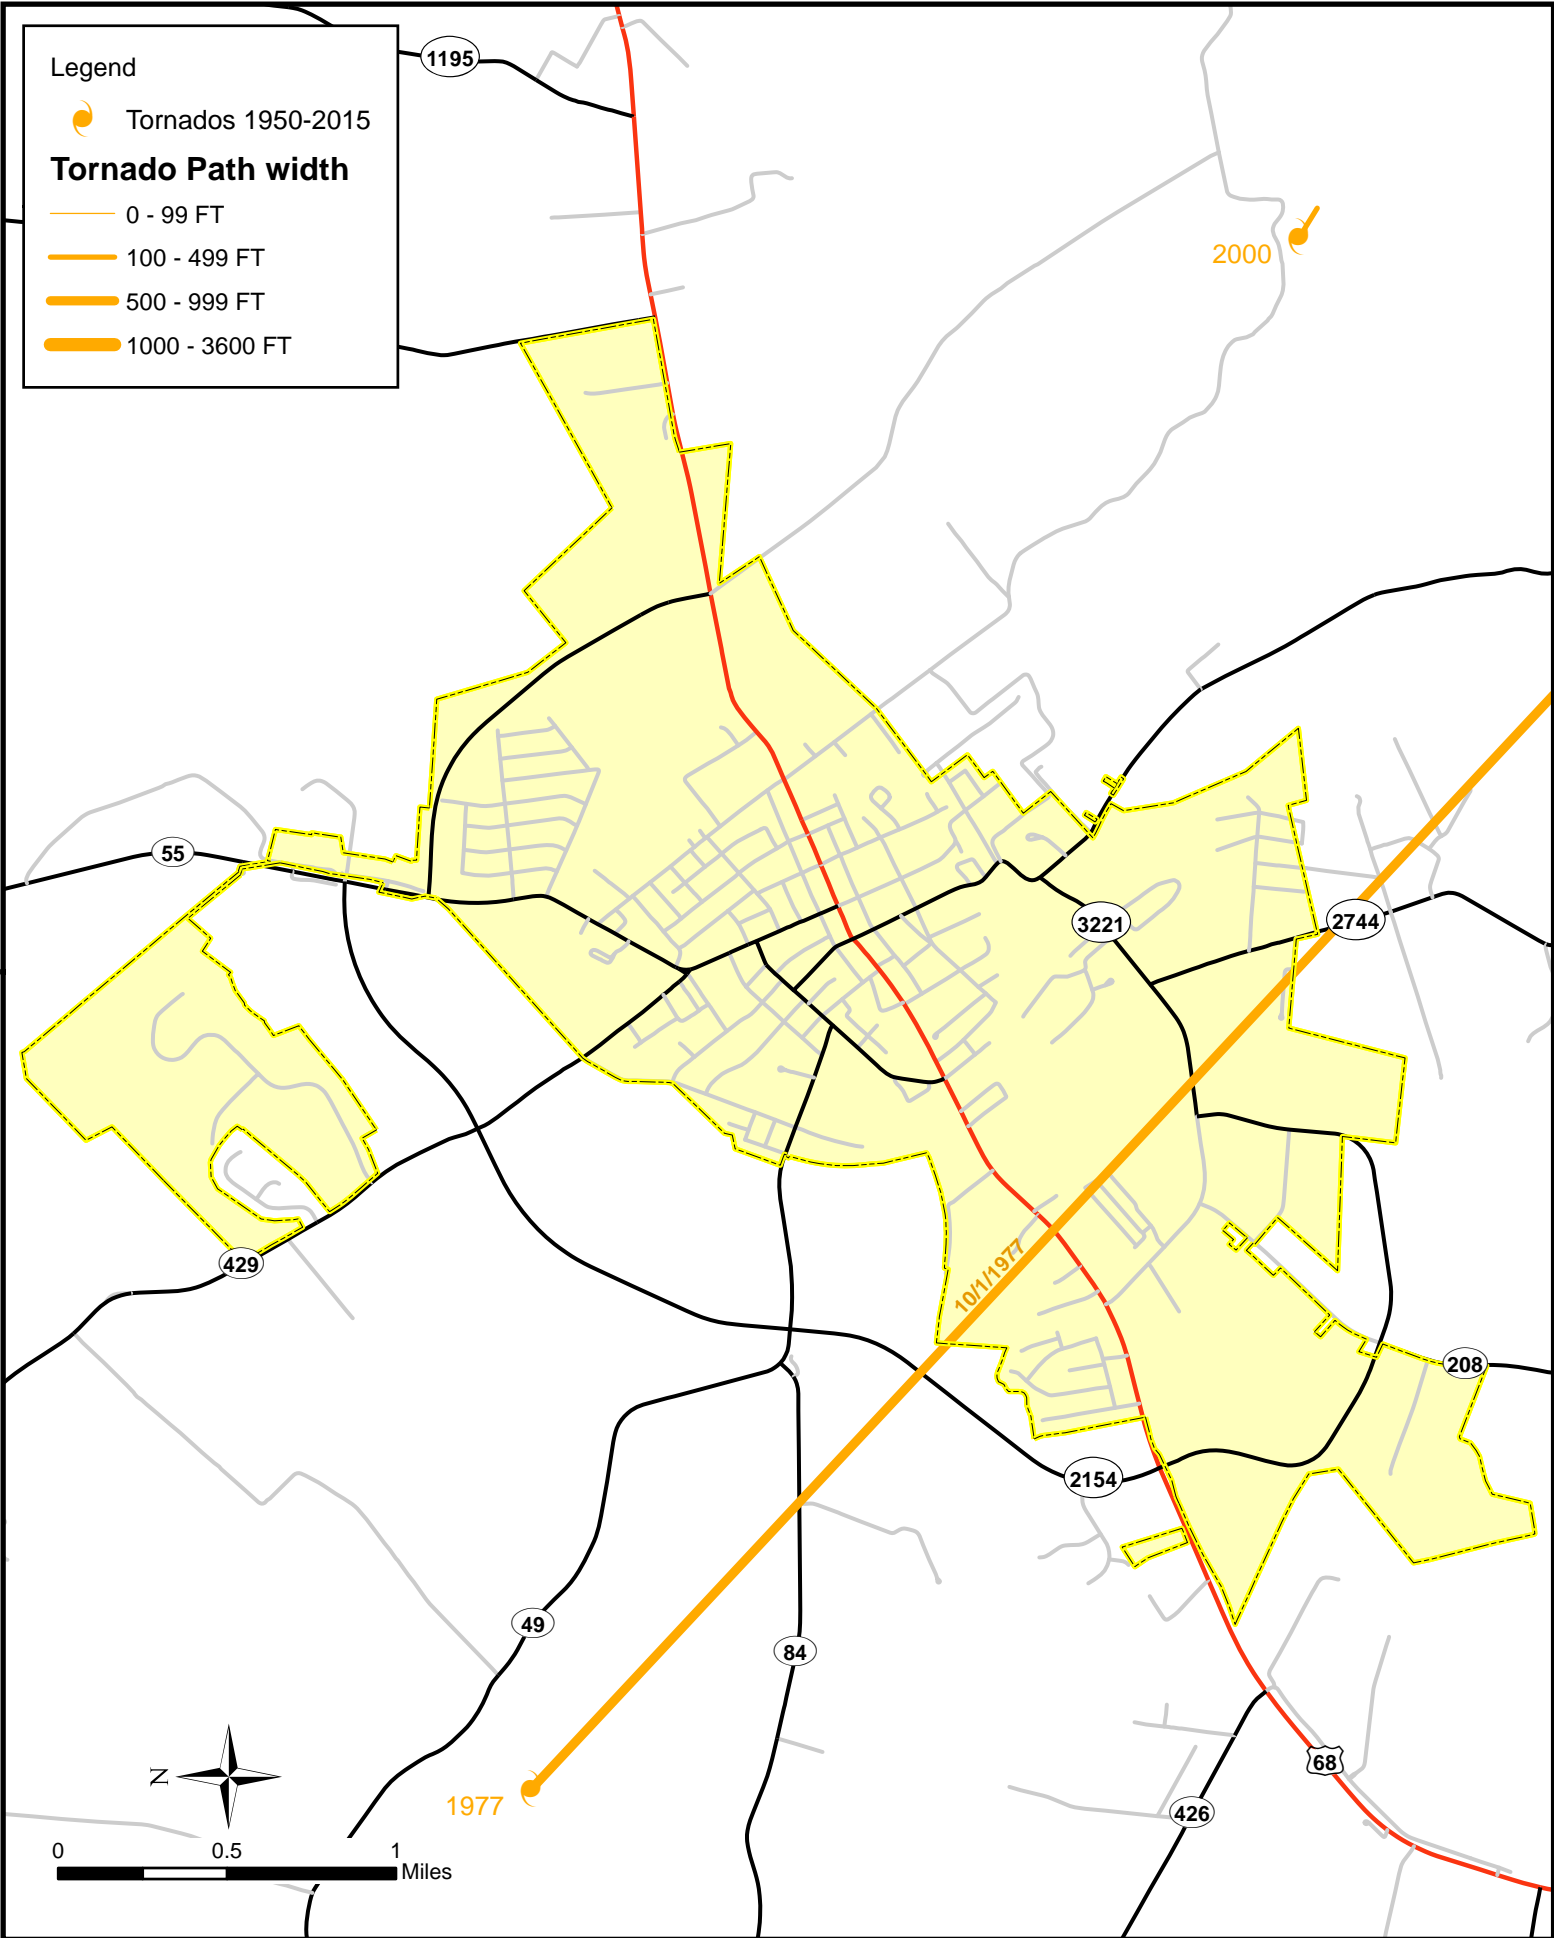 Legend
Tornados 1950-2015
Tornado Path width
0 - 99 FT
100 - 499 FT
500 - 999 FT
1000 - 3600 FT
1195
2000
55
3221
2744
429
10/1/1977
208
2154
49
84
68
426
1977
N
0 0.5 1
Miles